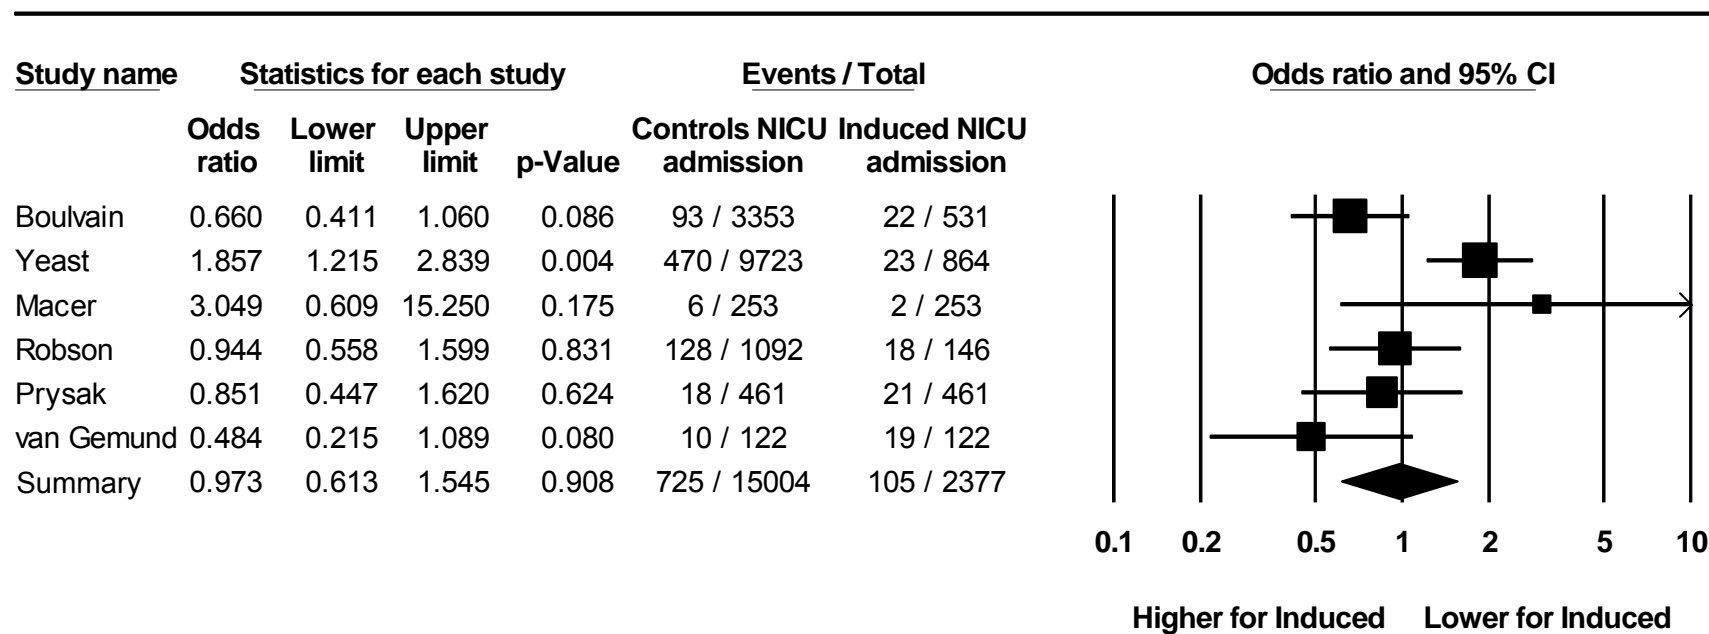 Study name Statistics for each study Events / Total Odds ratio and 95% CI
Odds Lower Upper Controls NICU Induced NICU
ratio limit limit p-Value admission admission
Boulvain 0.660 0.411 1.060 0.086 93 / 3353 22 / 531
Yeast 1.857 1.215 2.839 0.004 470 / 9723 23 / 864
Macer 3.049 0.609 15.250 0.175 6 / 253 2 / 253
Robson 0.944 0.558 1.599 0.831 128 / 1092 18 / 146
Prysak 0.851 0.447 1.620 0.624 18 / 461 21 / 461
van Gemund 0.484 0.215 1.089 0.080 10 / 122 19 / 122
Summary 0.973 0.613 1.545 0.908 725 / 15004 105 / 2377
0.1 0.2 0.5 1 2 5 10
Higher for Induced Lower for Induced